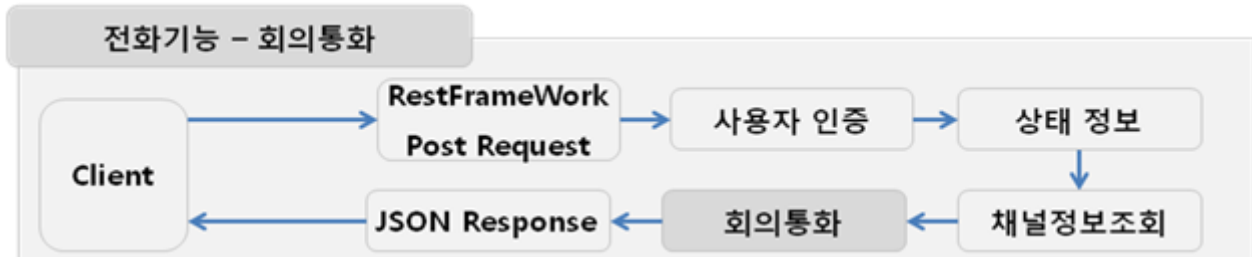 전화기능 – 회의통화
RestFrameWork
Post Request
사용자 인증
상태 정보
Client
JSON Response
회의통화
채널정보조회